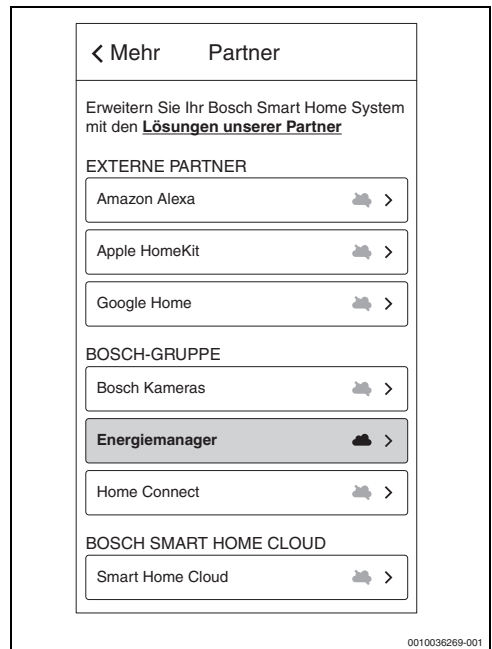 Mehr Partner
Erweitern Sie Ihr Bosch Smart Home System
mit den Lösungen unserer Partner
EXTERNE PARTNER
Amazon Alexa
Apple HomeKit
Google Home
BOSCH-GRUPPE
Bosch Kameras
Energiemanager
Home Connect
BOSCH SMART HOME CLOUD
Smart Home Cloud
0010036269-001